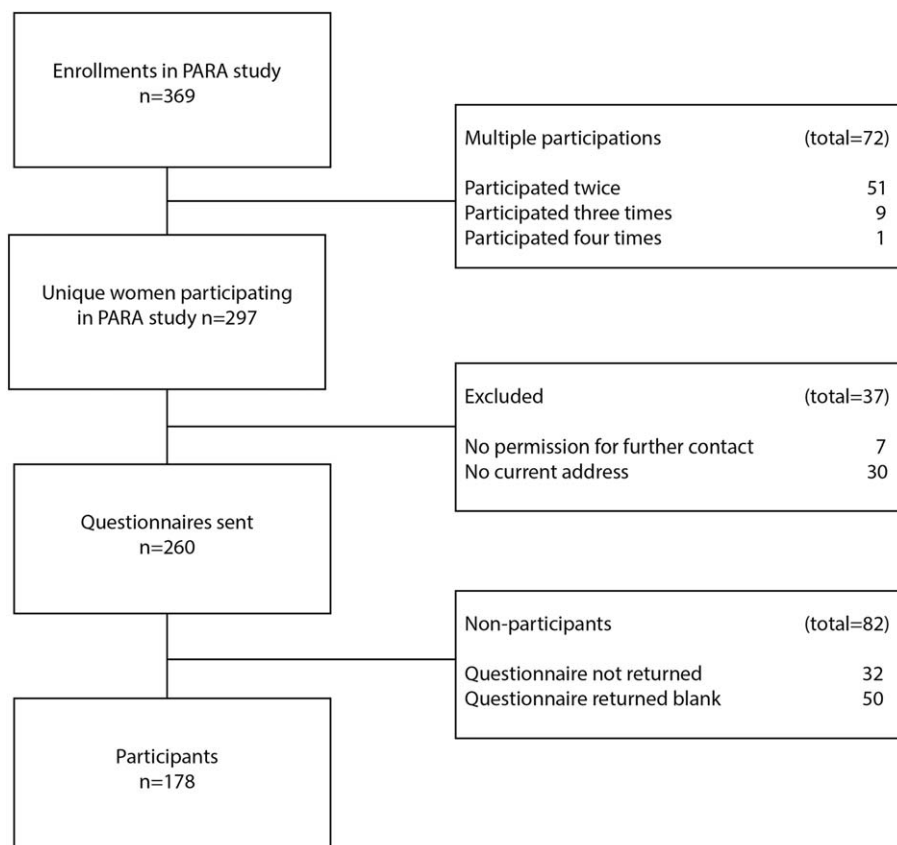 Enrollments in PARA study
n=369
Multiple participations (total=72)
Participated twice 51
Participated three times 9
Participated four times 1
Unique women participating
in PARA study n=297
Excluded (total=37)
No permission for further contact 7
No current address 30
Questionnaires sent
n=260
Non-participants (total=82)
Questionnaire not returned 32
Questionnaire returned blank 50
Participants
n=178